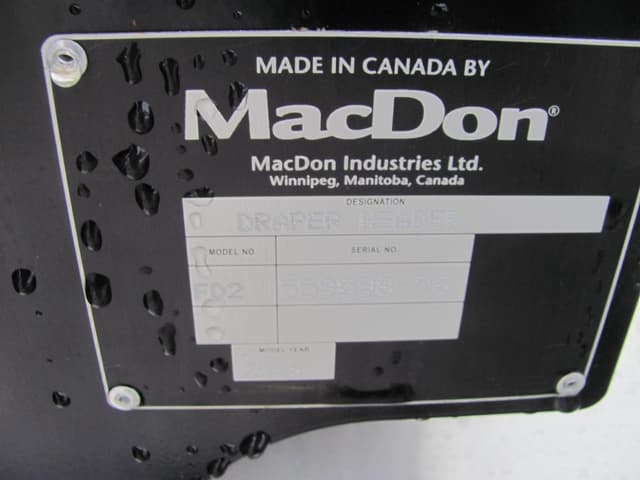 MADE IN CANADA BY
MacDon®
MacDon Industries Ltd.
Winnipeg, Manitoba, Canada
DESIGNATION
DRAPER HEADER
MODEL NO.
SERIAL NO.
FD2
MODEL YEAR